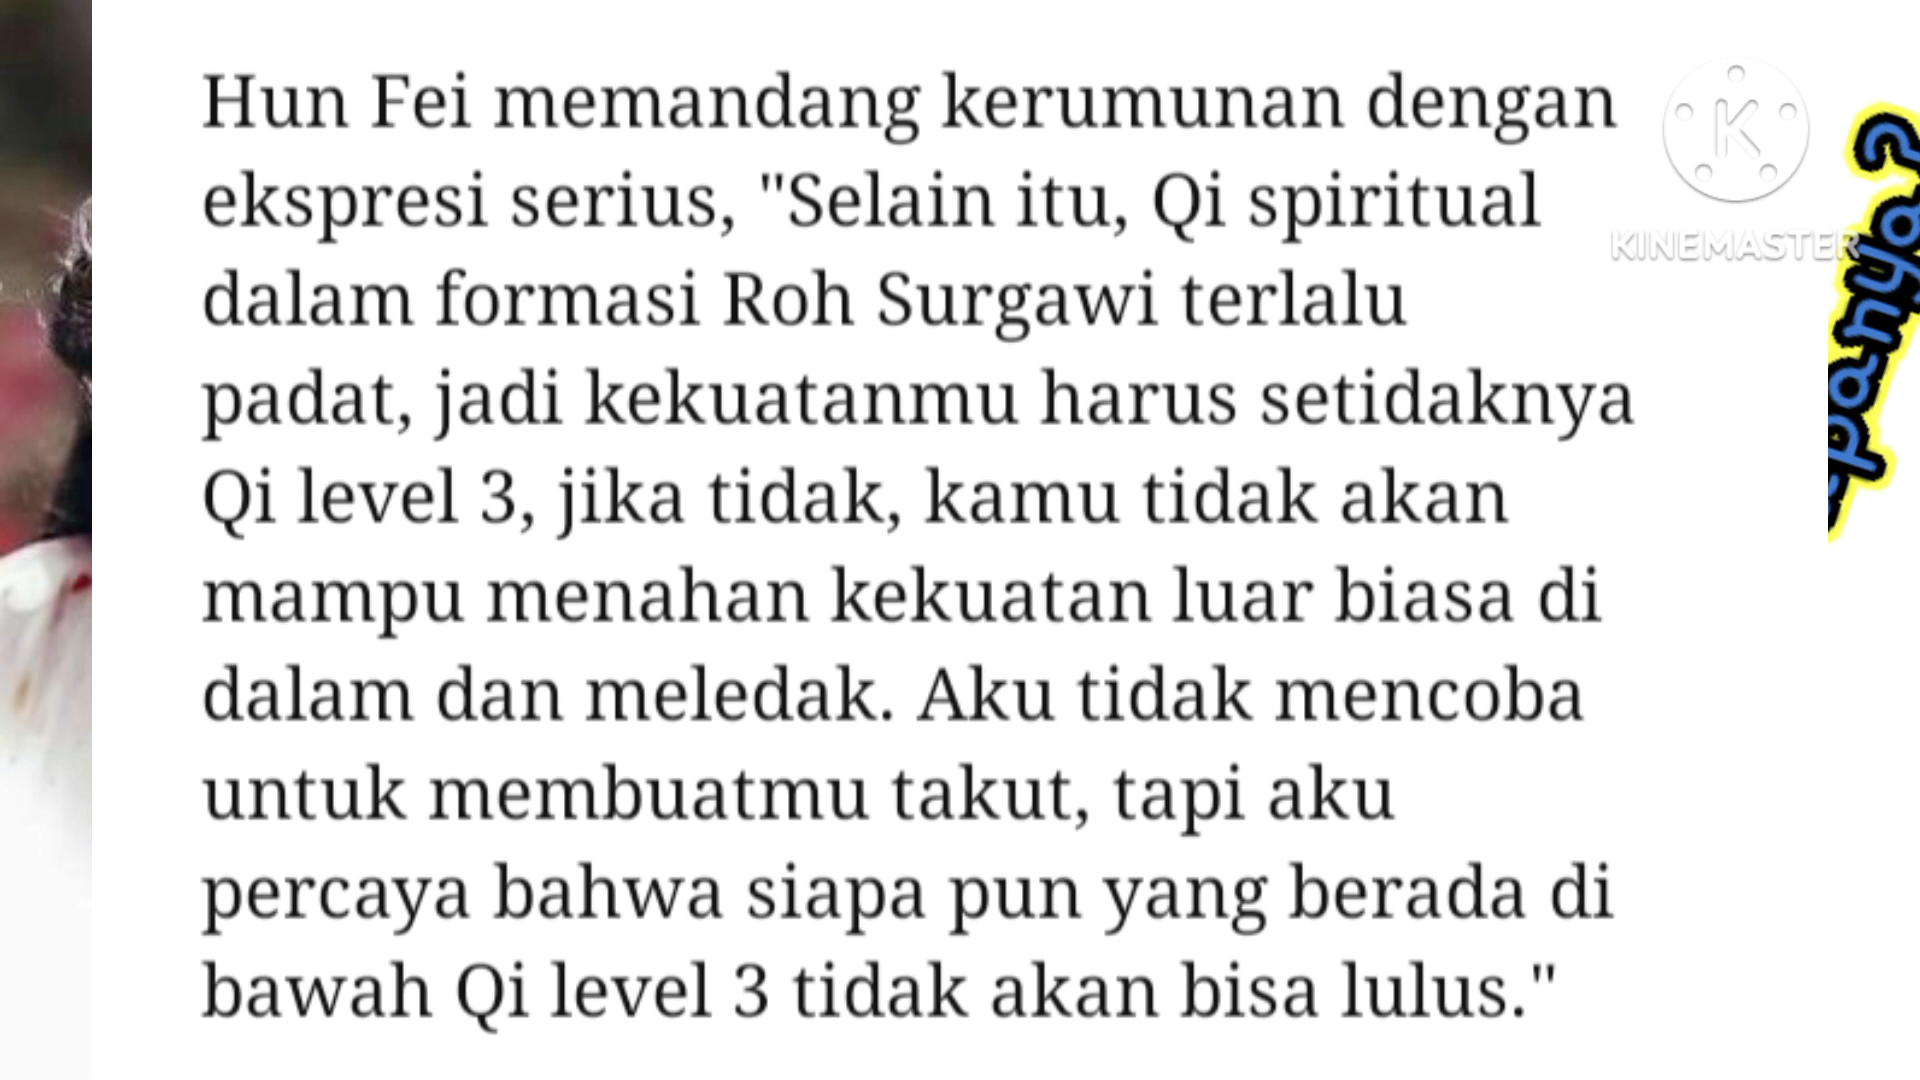 Hun Fei memandang kerumunan dengan
ekspresi serius, "Selain itu, Qi spiritual
dalam formasi Roh Surgawi terlalu
padat, jadi kekuatanmu harus setidaknya
Qi level 3, jika tidak, kamu tidak akan
mampu menahan kekuatan luar biasa di
dalam dan meledak. Aku tidak mencoba
untuk membuatmu takut, tapi aku
percaya bahwa siapa pun yang berada di
bawah Qi level 3 tidak akan bisa lulus."
K
KINEMASTER